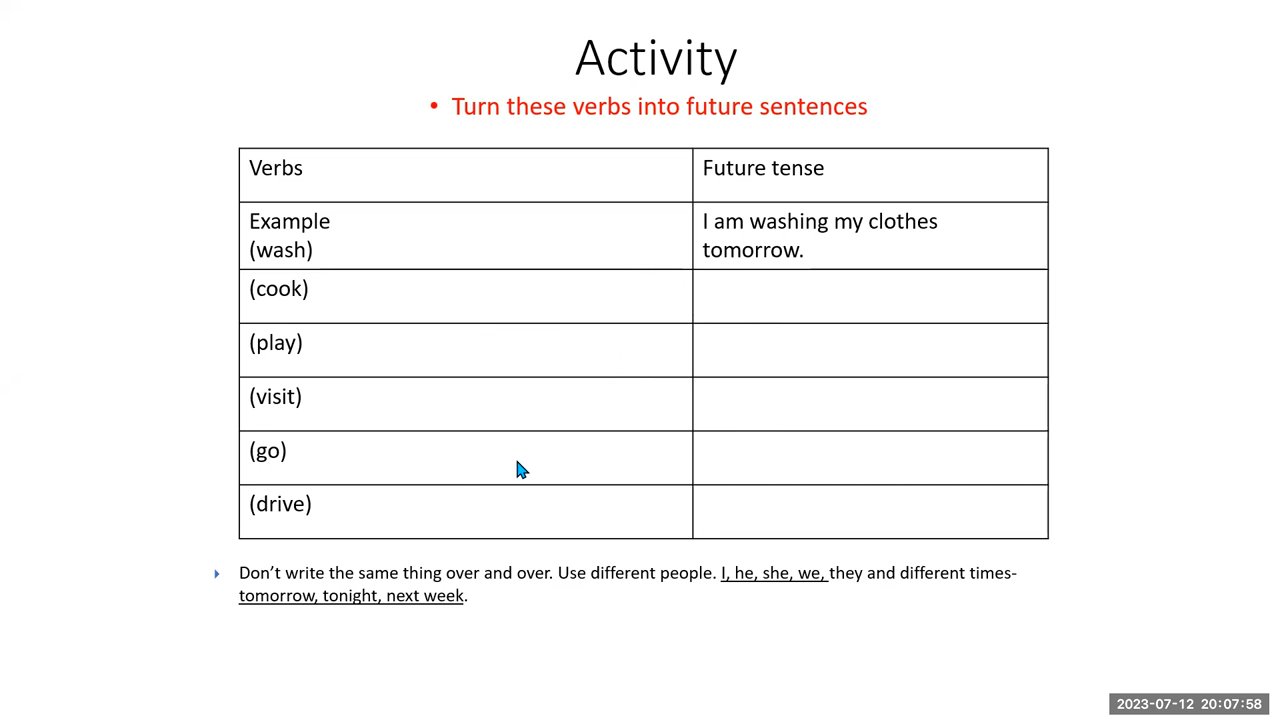 Activity
• Turn these verbs into future sentences
Verbs
Future tense
Example
(wash)
I am washing my clothes
tomorrow.
(cook)
(play)
(visit)
(go)
(drive)
Don’t write the same thing over and over. Use different people. I, he, she, we, they and different times-
tomorrow, tonight, next week.
2023-07-12 20:07:58